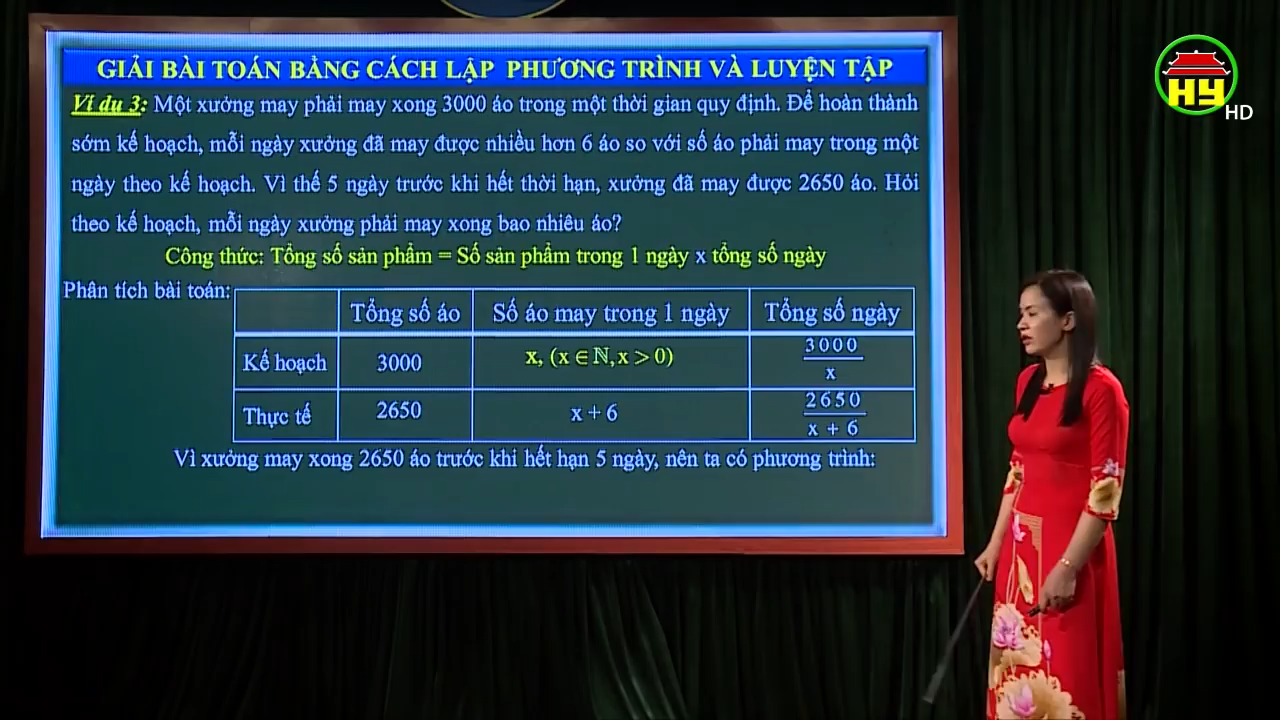 GIẢI BÀI TOÁN BẰNG CÁCH LẬP PHƯƠNG TRÌNH VÀ LUYỆN TẬP
Ví dụ 3: Một xưởng may phải may xong 3000 áo trong một thời gian quy định. Để hoàn thành
sớm kế hoạch, mỗi ngày xưởng đã may được nhiều hơn 6 áo so với số áo phải may trong một
ngày theo kế hoạch. Vì thế 5 ngày trước khi hết thời hạn, xưởng đã may được 2650 áo. Hỏi
theo kế hoạch, mỗi ngày xưởng phải may xong bao nhiêu áo?
Công thức: Tổng số sản phẩm = Số sản phẩm trong 1 ngày x tổng số ngày
Phân tích bài toán:
Tổng số áo Số áo may trong 1 ngày Tổng số ngày
Kế hoạch 3000 x, (x ∈ ℕ, x > 0) 3000/x
Thực tế 2650 x + 6 2650/(x + 6)
Vì xưởng may xong 2650 áo trước khi hết hạn 5 ngày, nên ta có phương trình:
HY
HD